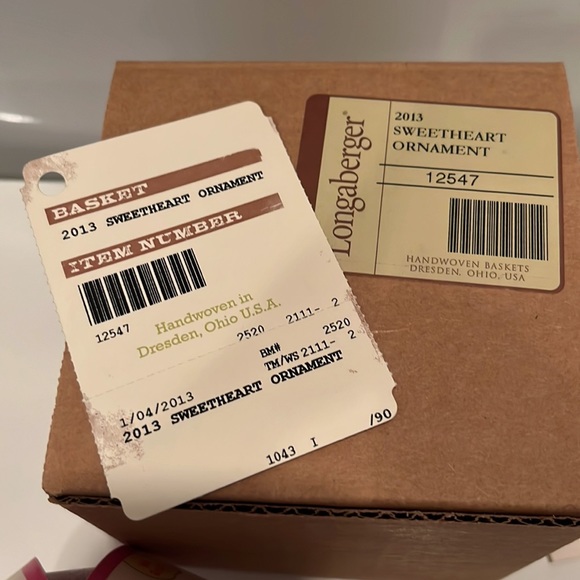 BASKET
2013 SWEETHEART ORNAMENT
ITEM NUMBER
12547
Handwoven in
Dresden, Ohio U.S.A.
2520 2111- 2
BM# 2520
TM/WS 2111- 2
1/04/2013
2013 SWEETHEART ORNAMENT
1043 I /90
Longaberger®
2013
SWEETHEART
ORNAMENT
12547
HANDWOVEN BASKETS
DRESDEN, OHIO, USA